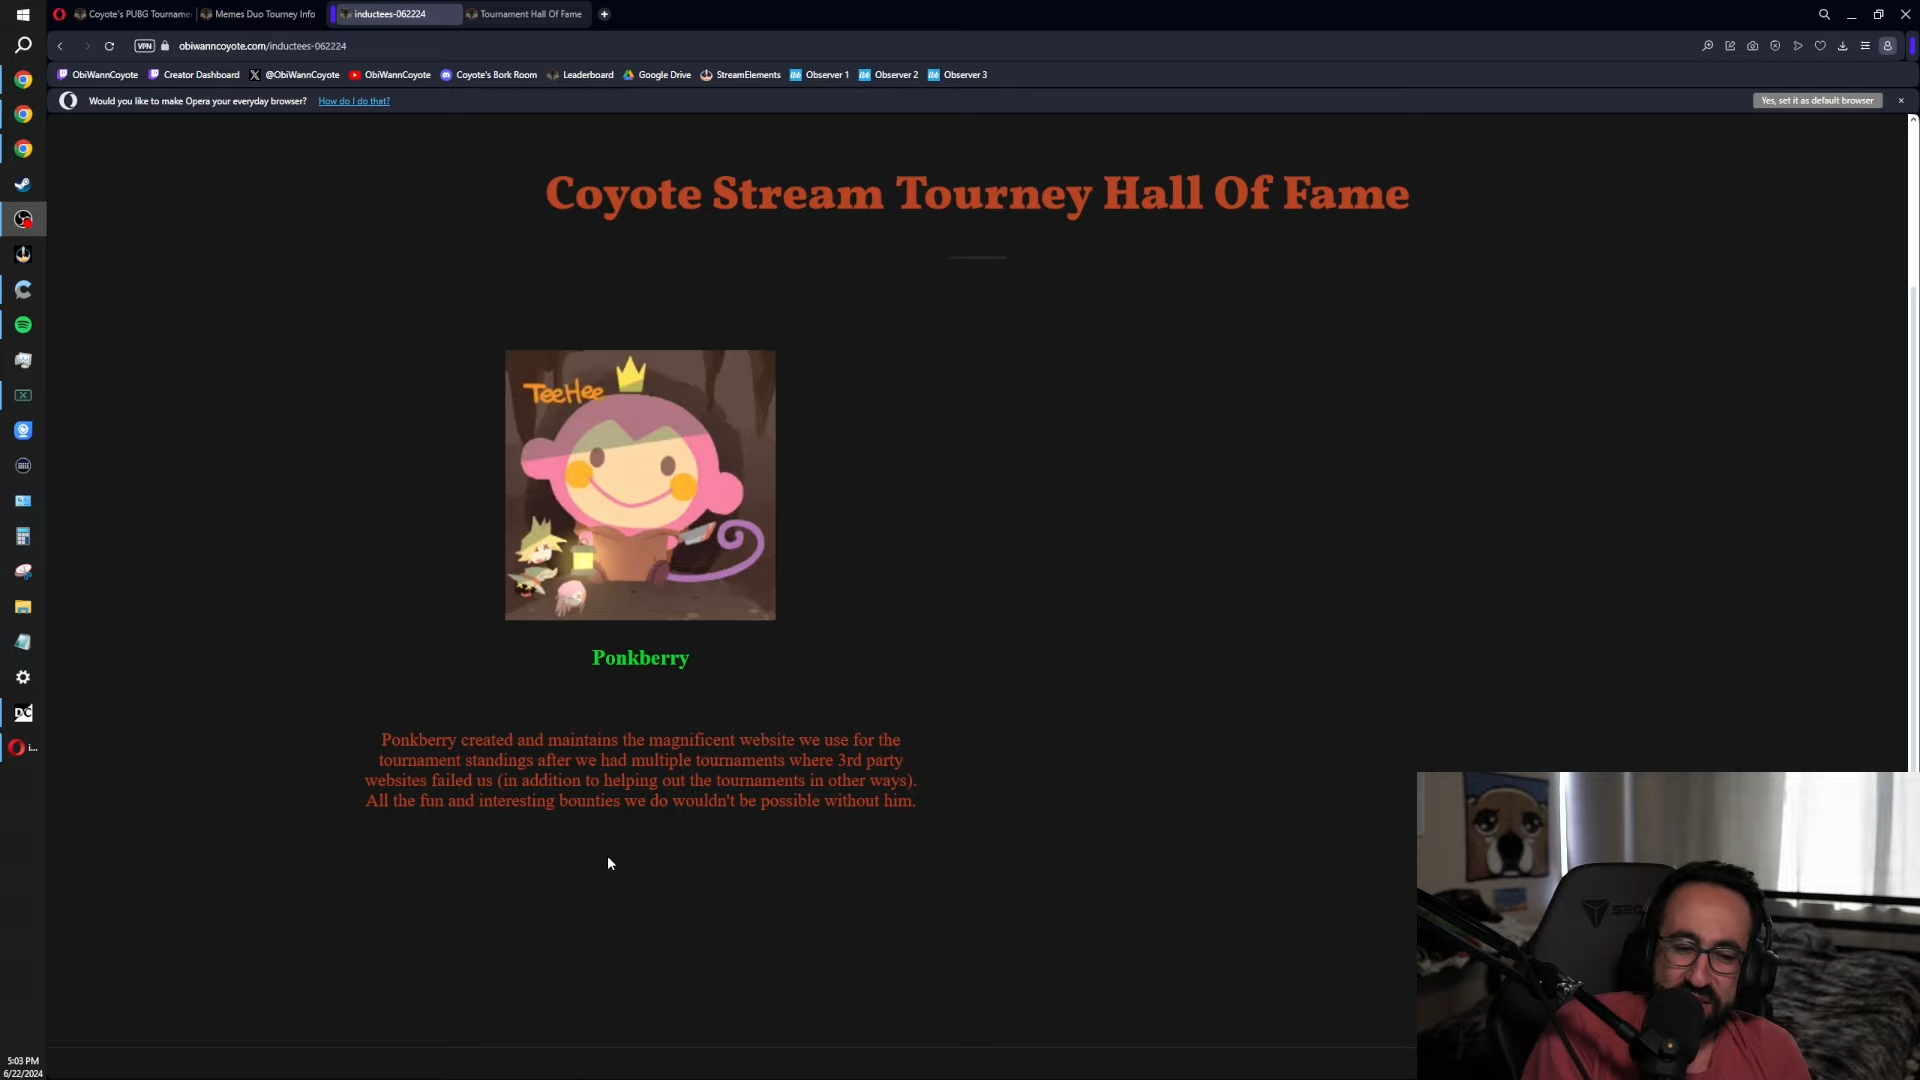 Coyote's PUBG Tourname
Memes Duo Tourney Info
inductees-062224
Tournament Hall Of Fame
VPN
obiwanncoyote.com/inductees-062224
ObiWannCoyote
Creator Dashboard
@ObiWannCoyote
ObiWannCoyote
Coyote's Bork Room
Leaderboard
Google Drive
StreamElements
Observer 1
Observer 2
Observer 3
Would you like to make Opera your everyday browser?
How do I do that?
Yes, set it as default browser
Coyote Stream Tourney Hall Of Fame
TeeHee
Ponkberry
Ponkberry created and maintains the magnificent website we use for the
tournament standings after we had multiple tournaments where 3rd party
websites failed us (in addition to helping out the tournaments in other ways).
All the fun and interesting bounties we do wouldn't be possible without him.
DC
i...
5:03 PM
6/22/2024